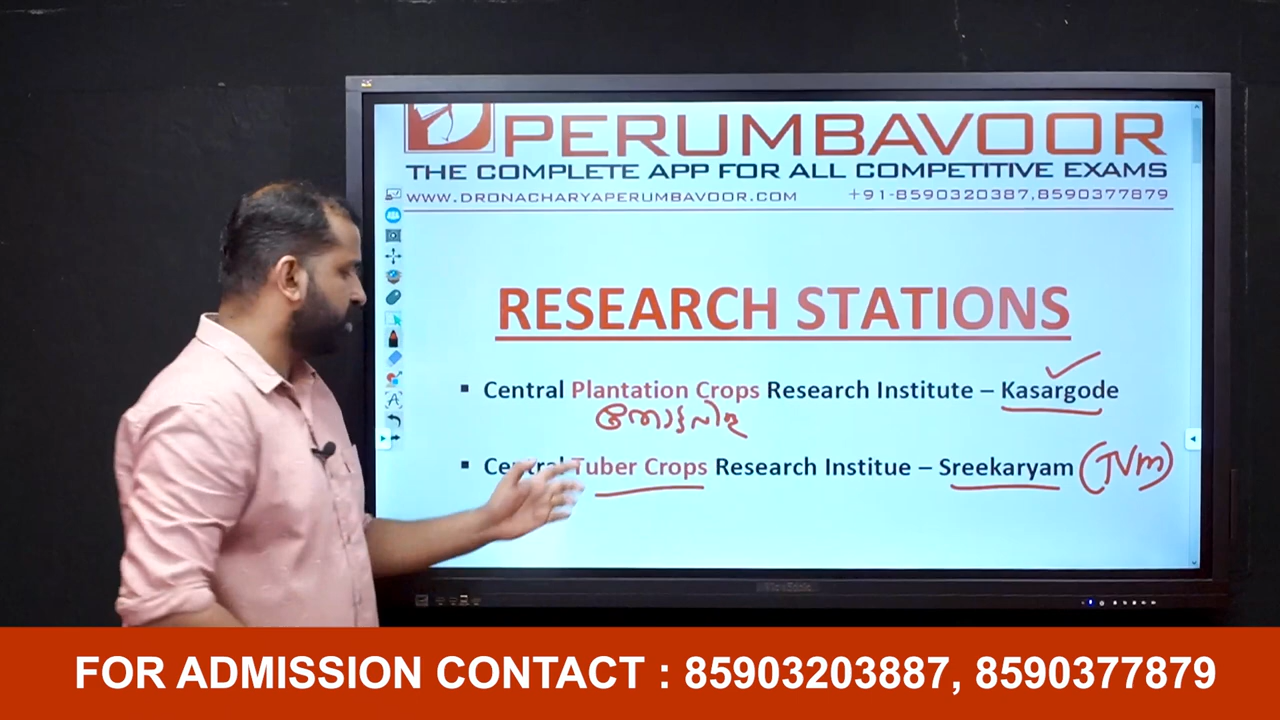 PERUMBAVOOR
THE COMPLETE APP FOR ALL COMPETITIVE EXAMS
WWW.DRONACHARYAPERUMBAVOOR.COM +91-8590320387,8590377879
RESEARCH STATIONS
Central Plantation Crops Research Institute – Kasargode
Central Tuber Crops Research Institue – Sreekaryam (TVM)
FOR ADMISSION CONTACT : 85903203887, 8590377879